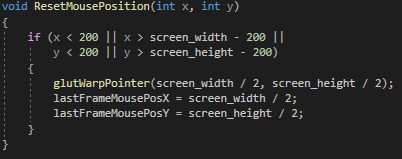 void ResetMousePosition(int x, int y)
{
if (x < 200 || x > screen_width - 200 ||
y < 200 || y > screen_height - 200)
{
glutWarpPointer(screen_width / 2, screen_height / 2);
lastFrameMousePosX = screen_width / 2;
lastFrameMousePosY = screen_height / 2;
}
}